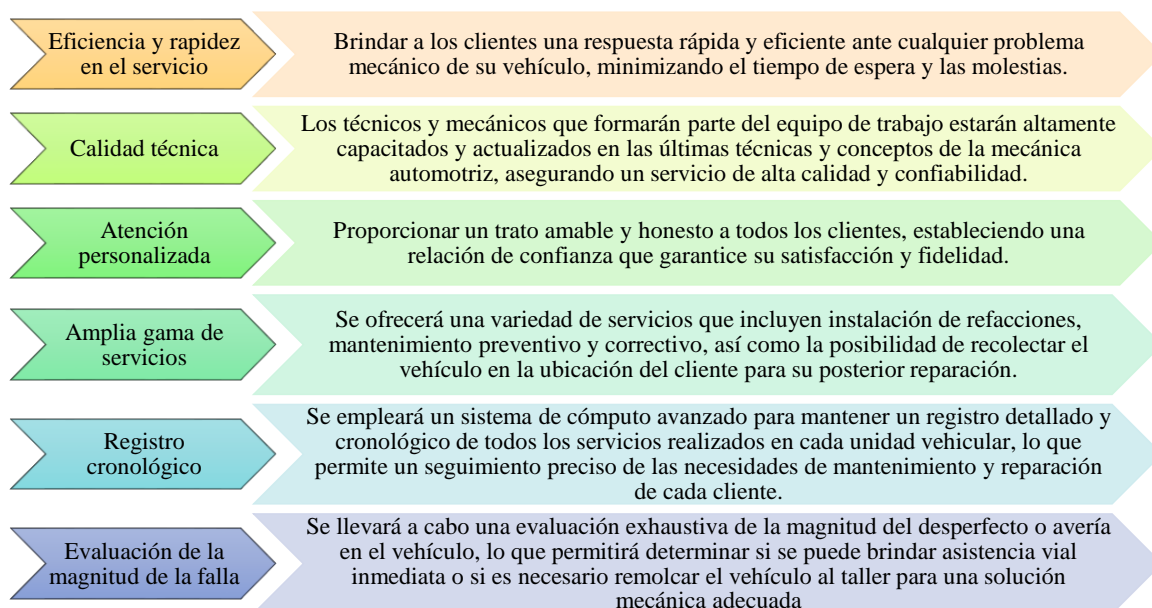 Eficiencia y rapidez
en el servicio
Brindar a los clientes una respuesta rápida y eficiente ante cualquier problema
mecánico de su vehículo, minimizando el tiempo de espera y las molestias.
Calidad técnica
Los técnicos y mecánicos que formarán parte del equipo de trabajo estarán altamente
capacitados y actualizados en las últimas técnicas y conceptos de la mecánica
automotriz, asegurando un servicio de alta calidad y confiabilidad.
Atención
personalizada
Proporcionar un trato amable y honesto a todos los clientes, estableciendo una
relación de confianza que garantice su satisfacción y fidelidad.
Amplia gama de
servicios
Se ofrecerá una variedad de servicios que incluyen instalación de refacciones,
mantenimiento preventivo y correctivo, así como la posibilidad de recolectar el
vehículo en la ubicación del cliente para su posterior reparación.
Registro
cronológico
Se empleará un sistema de cómputo avanzado para mantener un registro detallado y
cronológico de todos los servicios realizados en cada unidad vehicular, lo que
permite un seguimiento preciso de las necesidades de mantenimiento y reparación
de cada cliente.
Evaluación de la
magnitud de la falla
Se llevará a cabo una evaluación exhaustiva de la magnitud del desperfecto o avería
en el vehículo, lo que permitirá determinar si se puede brindar asistencia vial
inmediata o si es necesario remolcar el vehículo al taller para una solución
mecánica adecuada